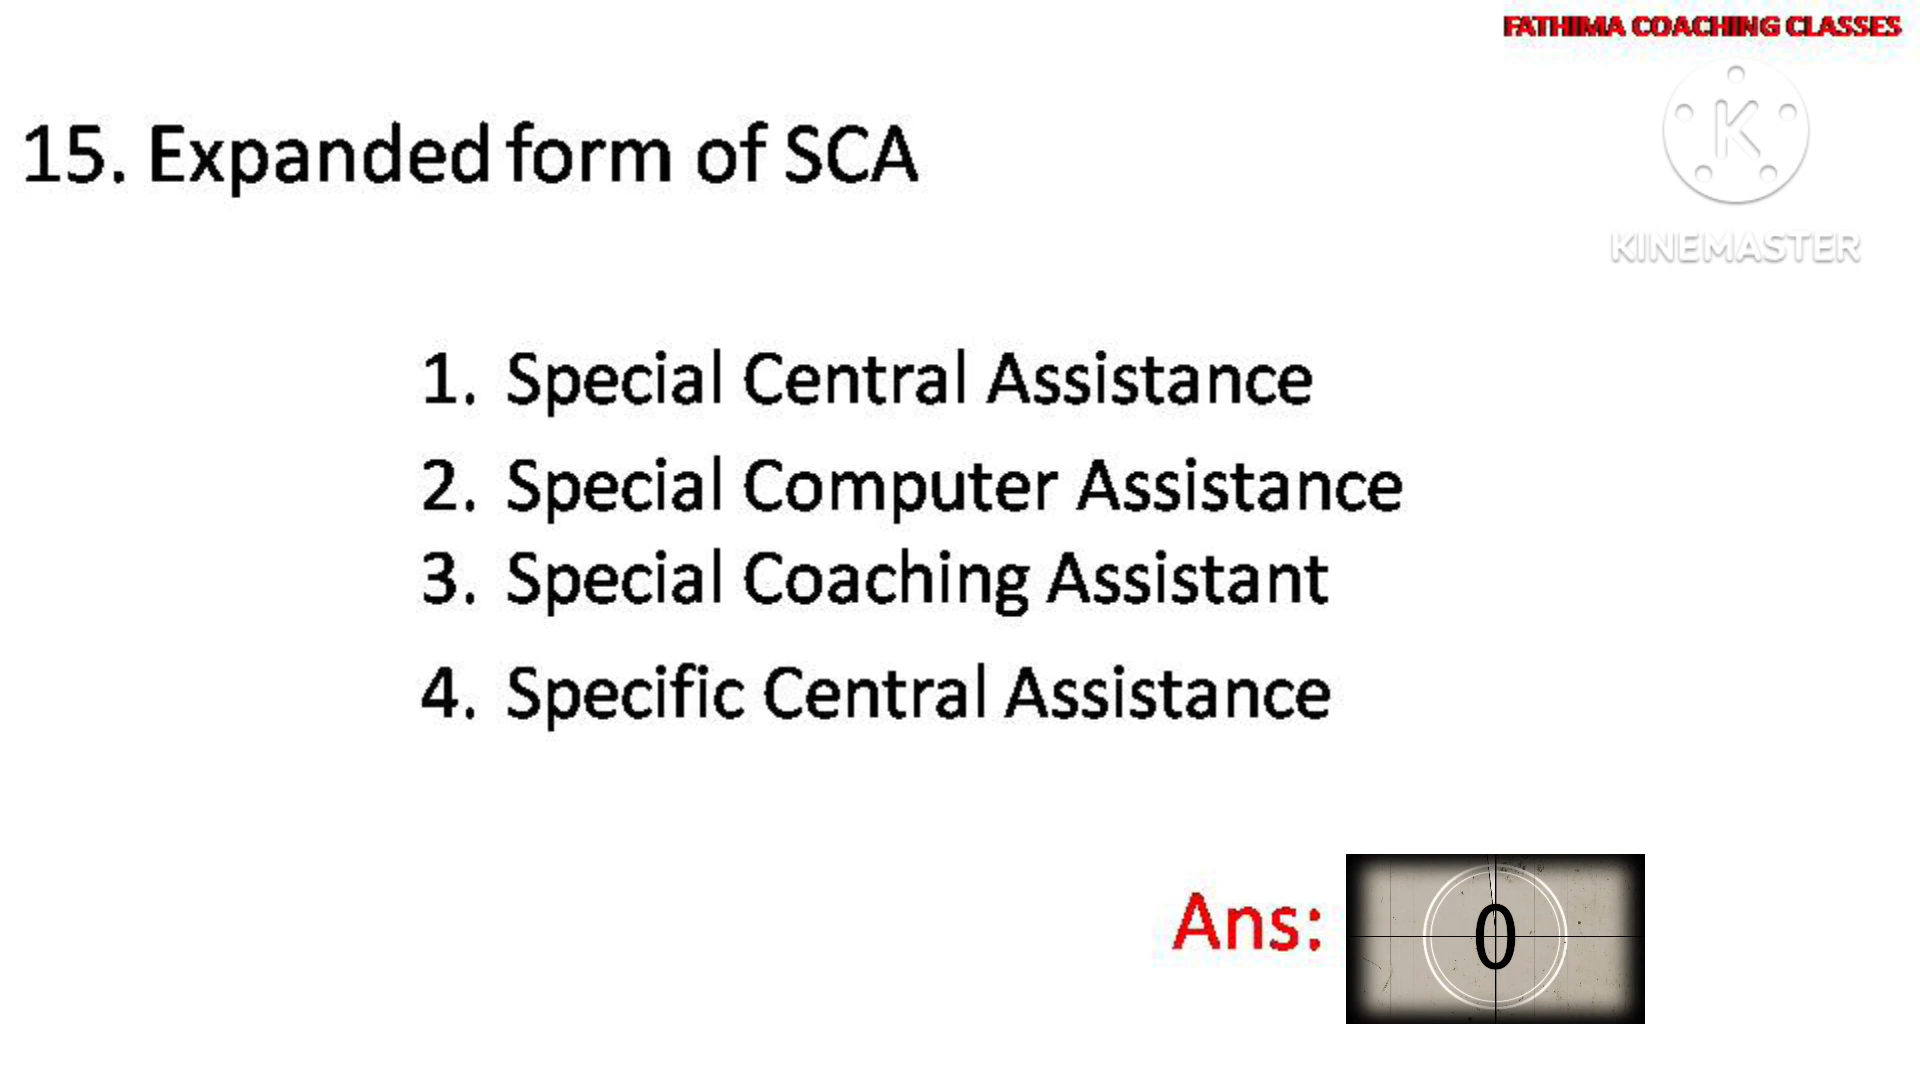 FATHIMA COACHING CLASSES
K
KINEMASTER
15. Expanded form of SCA
1. Special Central Assistance
2. Special Computer Assistance
3. Special Coaching Assistant
4. Specific Central Assistance
Ans: 0